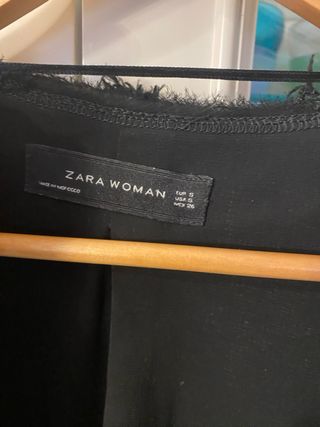 ZARA WOMAN
MADE IN MOROCCO
EUR S
USA S
MEX 26